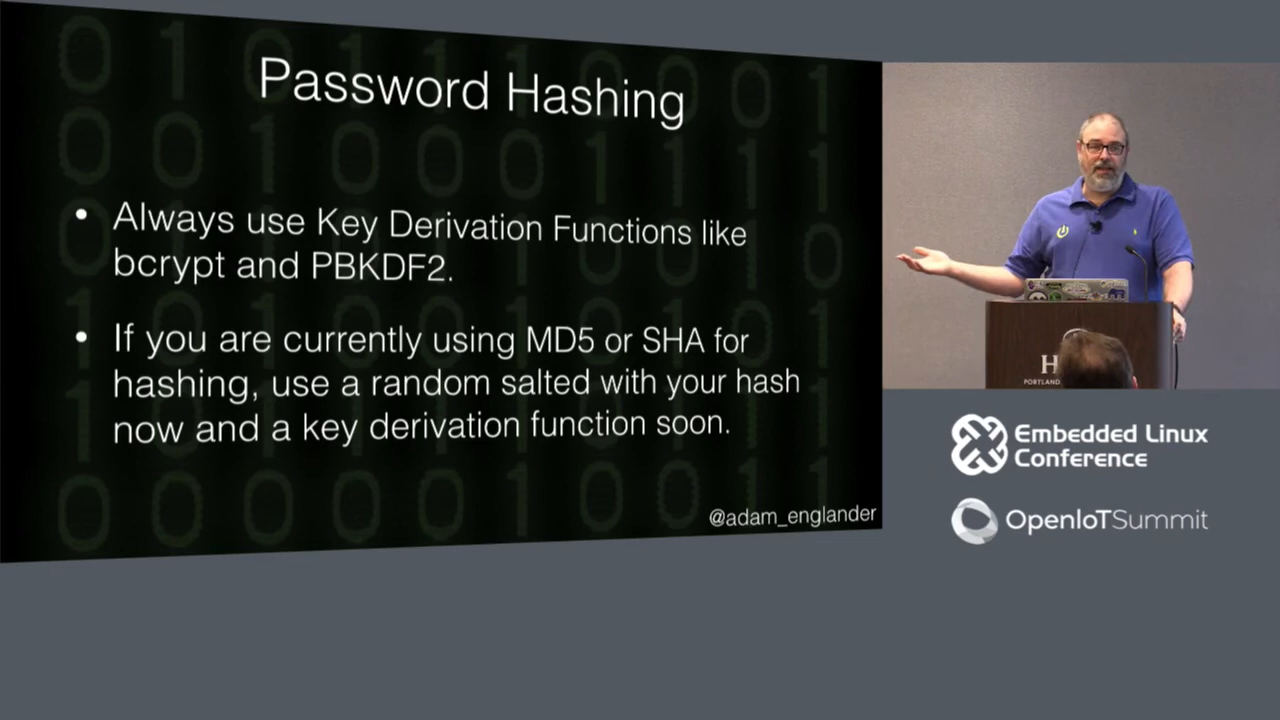 Password Hashing
• Always use Key Derivation Functions like
bcrypt and PBKDF2.
• If you are currently using MD5 or SHA for
hashing, use a random salted with your hash
now and a key derivation function soon.
@adam_englander
H
PORTLAND
Embedded Linux
Conference
OpenIoTSummit